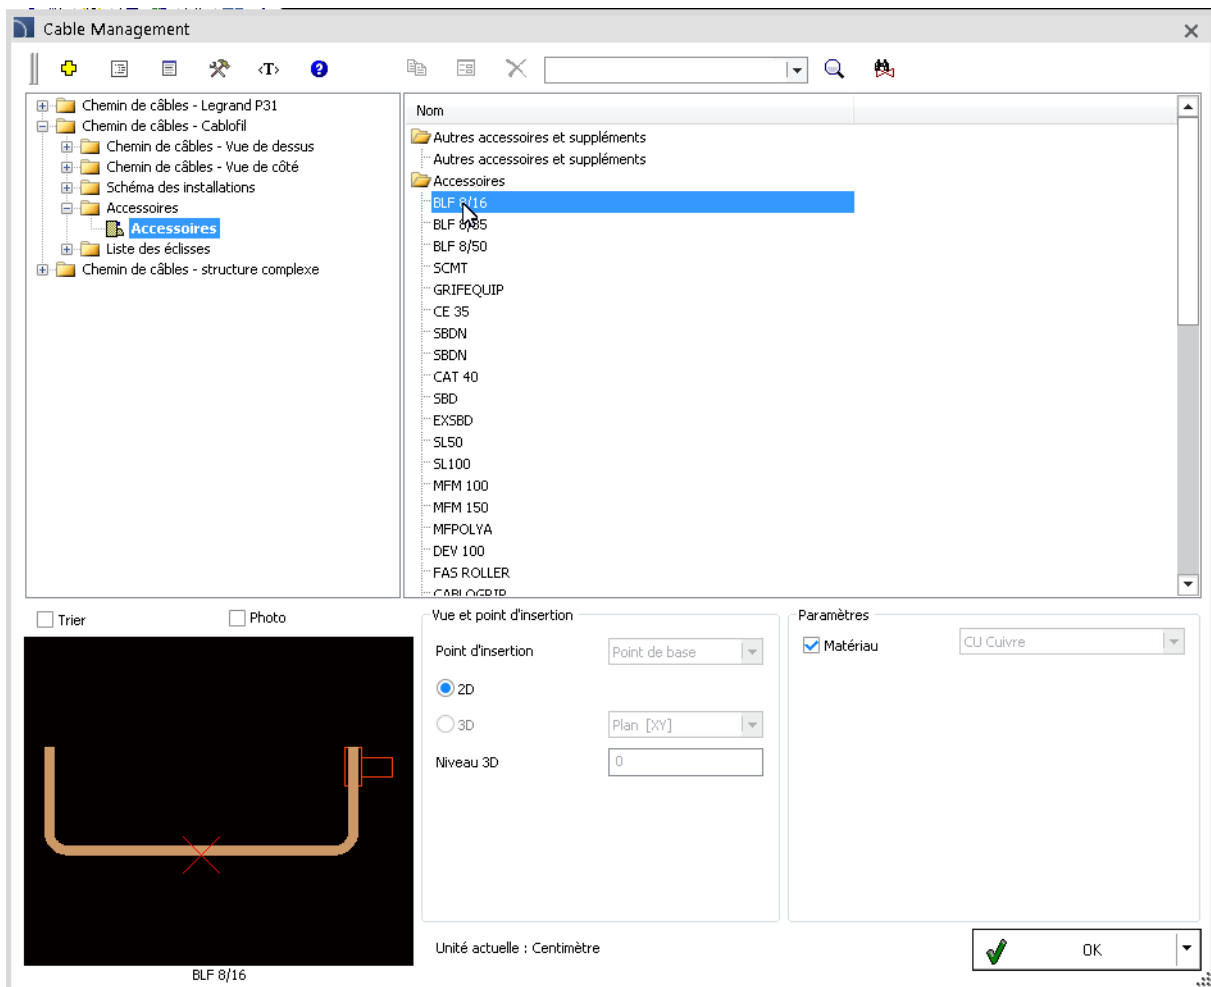 Cable Management
<T>
?
Chemin de câbles - Legrand P31
Chemin de câbles - Cablofil
Chemin de câbles - Vue de dessus
Chemin de câbles - Vue de côté
Schéma des installations
Accessoires
Accessoires
Liste des éclisses
Chemin de câbles - structure complexe
Nom
Autres accessoires et suppléments
Autres accessoires et suppléments
Accessoires
BLF 8/16
BLF 8/35
BLF 8/50
SCMT
GRIFEQUIP
CE 35
SBDN
SBDN
CAT 40
SBD
EXSBD
SL50
SL100
MFM 100
MFM 150
MFPOLYA
DEV 100
FAS ROLLER
CABLOGRIP
Trier
Photo
BLF 8/16
Vue et point d'insertion
Point d'insertion
Point de base
2D
3D
Plan [XY]
Niveau 3D
0
Paramètres
Matériau
CU Cuivre
Unité actuelle : Centimètre
OK